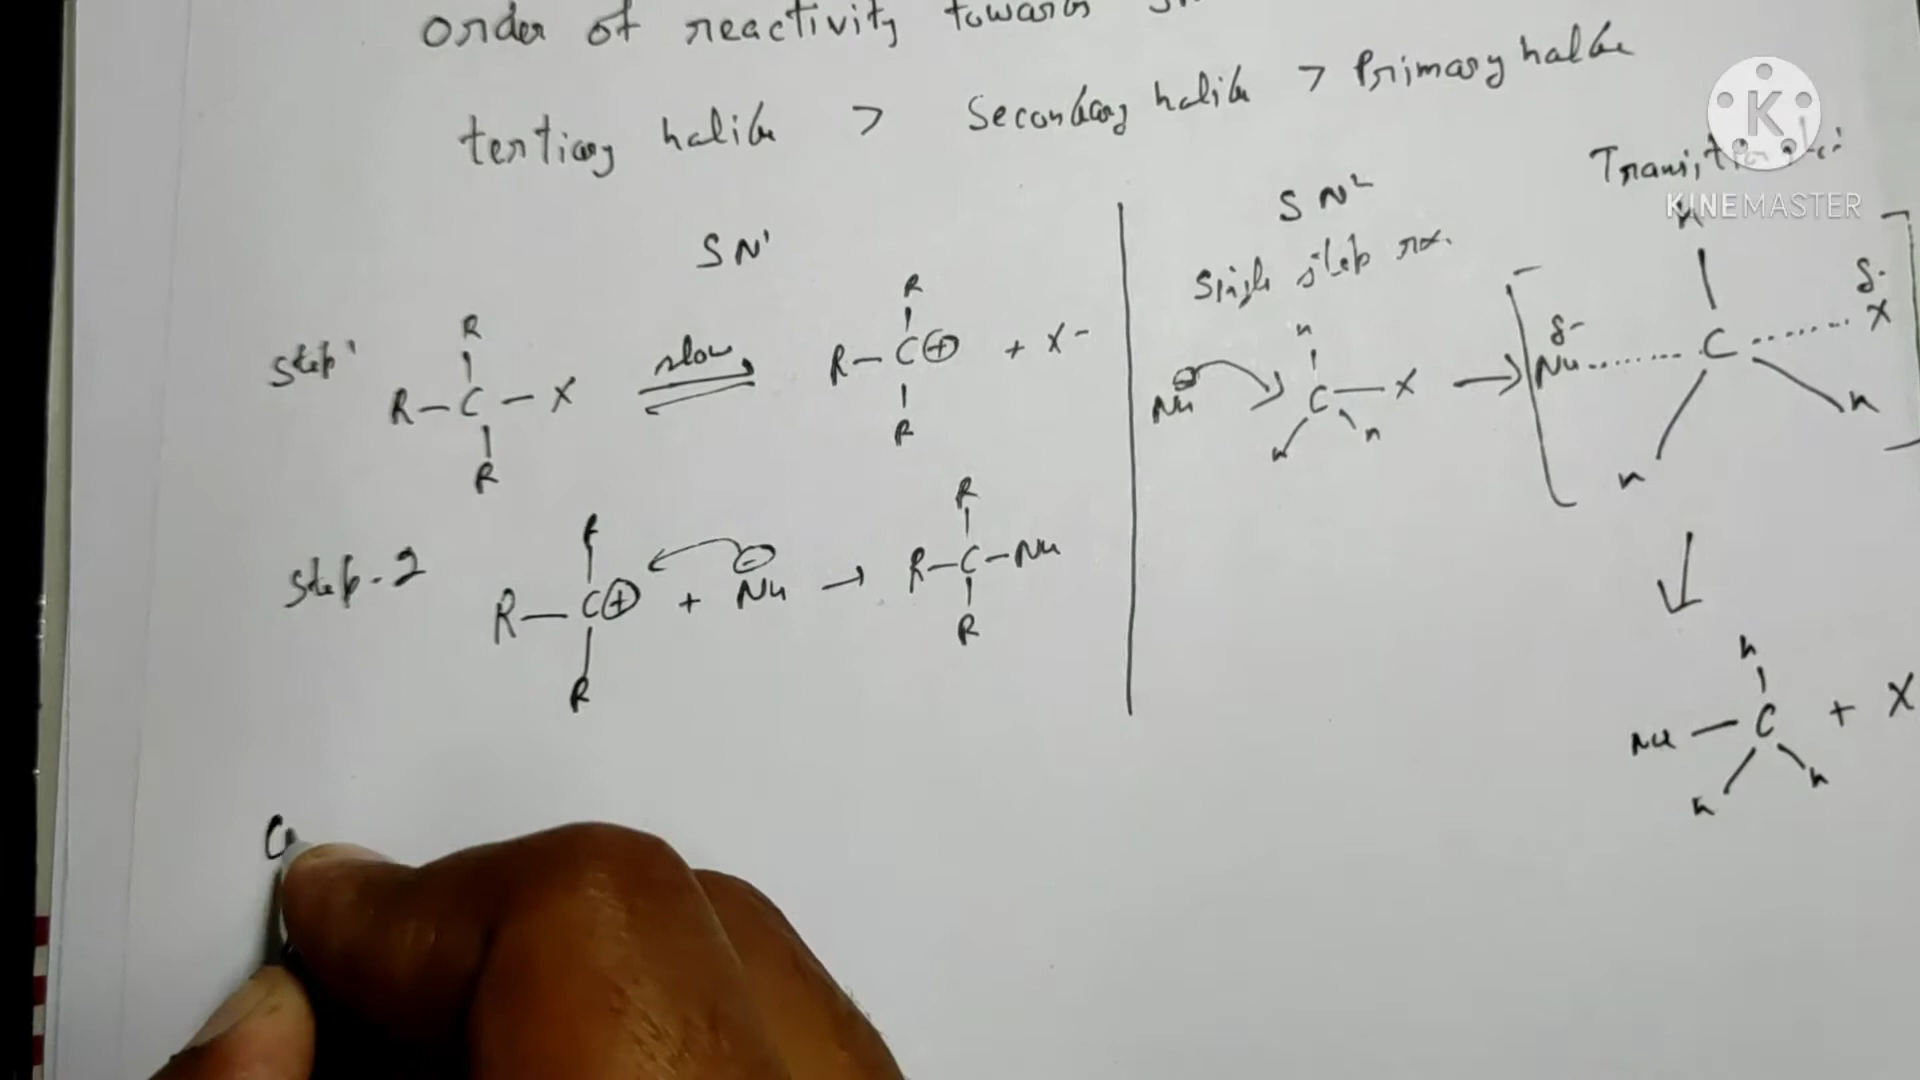 order of reactivity towards
tertiary halide > Secondary halide > Primary halide
K
KINEMASTER
SN¹
SN²
Single step rx.
Step 1
R
R-C-X
R
slow
R
R-C⊕ + X-
R
Step-2
R-C⊕ + Nu →
R
⊖
R
R-C-Nu
R
⊖
Nu
H
C-X →
H H
H
δ-
Nu......C......X
δ-
H H
H
Nu-C + X
H H